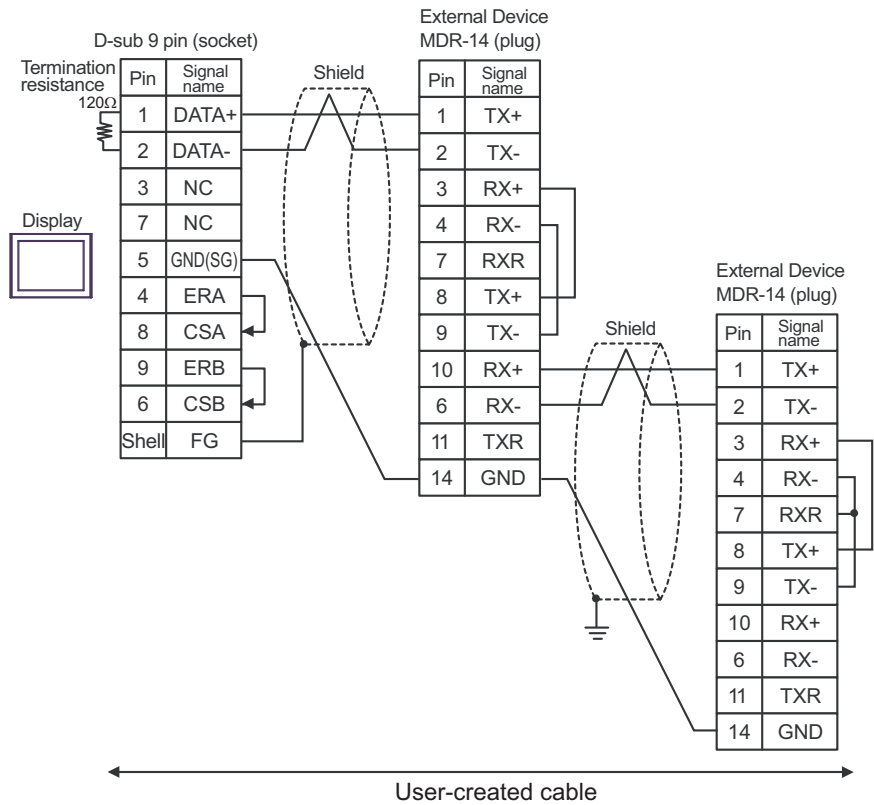 External Device
MDR-14 (plug)
D-sub 9 pin (socket)
Termination
resistance
120Ω
Pin Signal name
1 DATA+
2 DATA-
3 NC
7 NC
5 GND(SG)
4 ERA
8 CSA
9 ERB
6 CSB
Shell FG
Display
Shield
Pin Signal name
1 TX+
2 TX-
3 RX+
4 RX-
7 RXR
8 TX+
9 TX-
10 RX+
6 RX-
11 TXR
14 GND
Shield
External Device
MDR-14 (plug)
Pin Signal name
1 TX+
2 TX-
3 RX+
4 RX-
7 RXR
8 TX+
9 TX-
10 RX+
6 RX-
11 TXR
14 GND
User-created cable